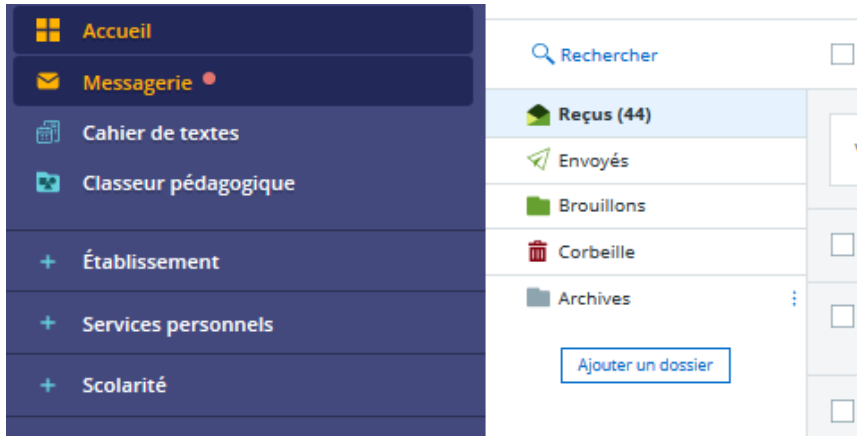 Accueil
Messagerie
Cahier de textes
Classeur pédagogique
+ Établissement
+ Services personnels
+ Scolarité
Rechercher
Reçus (44)
Envoyés
Brouillons
Corbeille
Archives
Ajouter un dossier